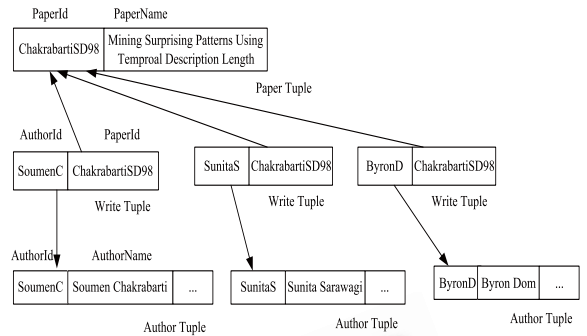 PaperId PaperName
ChakrabartiSD98 Mining Surprising Patterns Using
Temproal Description Length
Paper Tuple
AuthorId PaperId
SoumenC ChakrabartiSD98
Write Tuple
SunitaS ChakrabartiSD98
Write Tuple
ByronD ChakrabartiSD98
Write Tuple
AuthorId AuthorName
SoumenC Soumen Chakrabarti ...
Author Tuple
SunitaS Sunita Sarawagi ...
Author Tuple
ByronD Byron Dom ...
Author Tuple